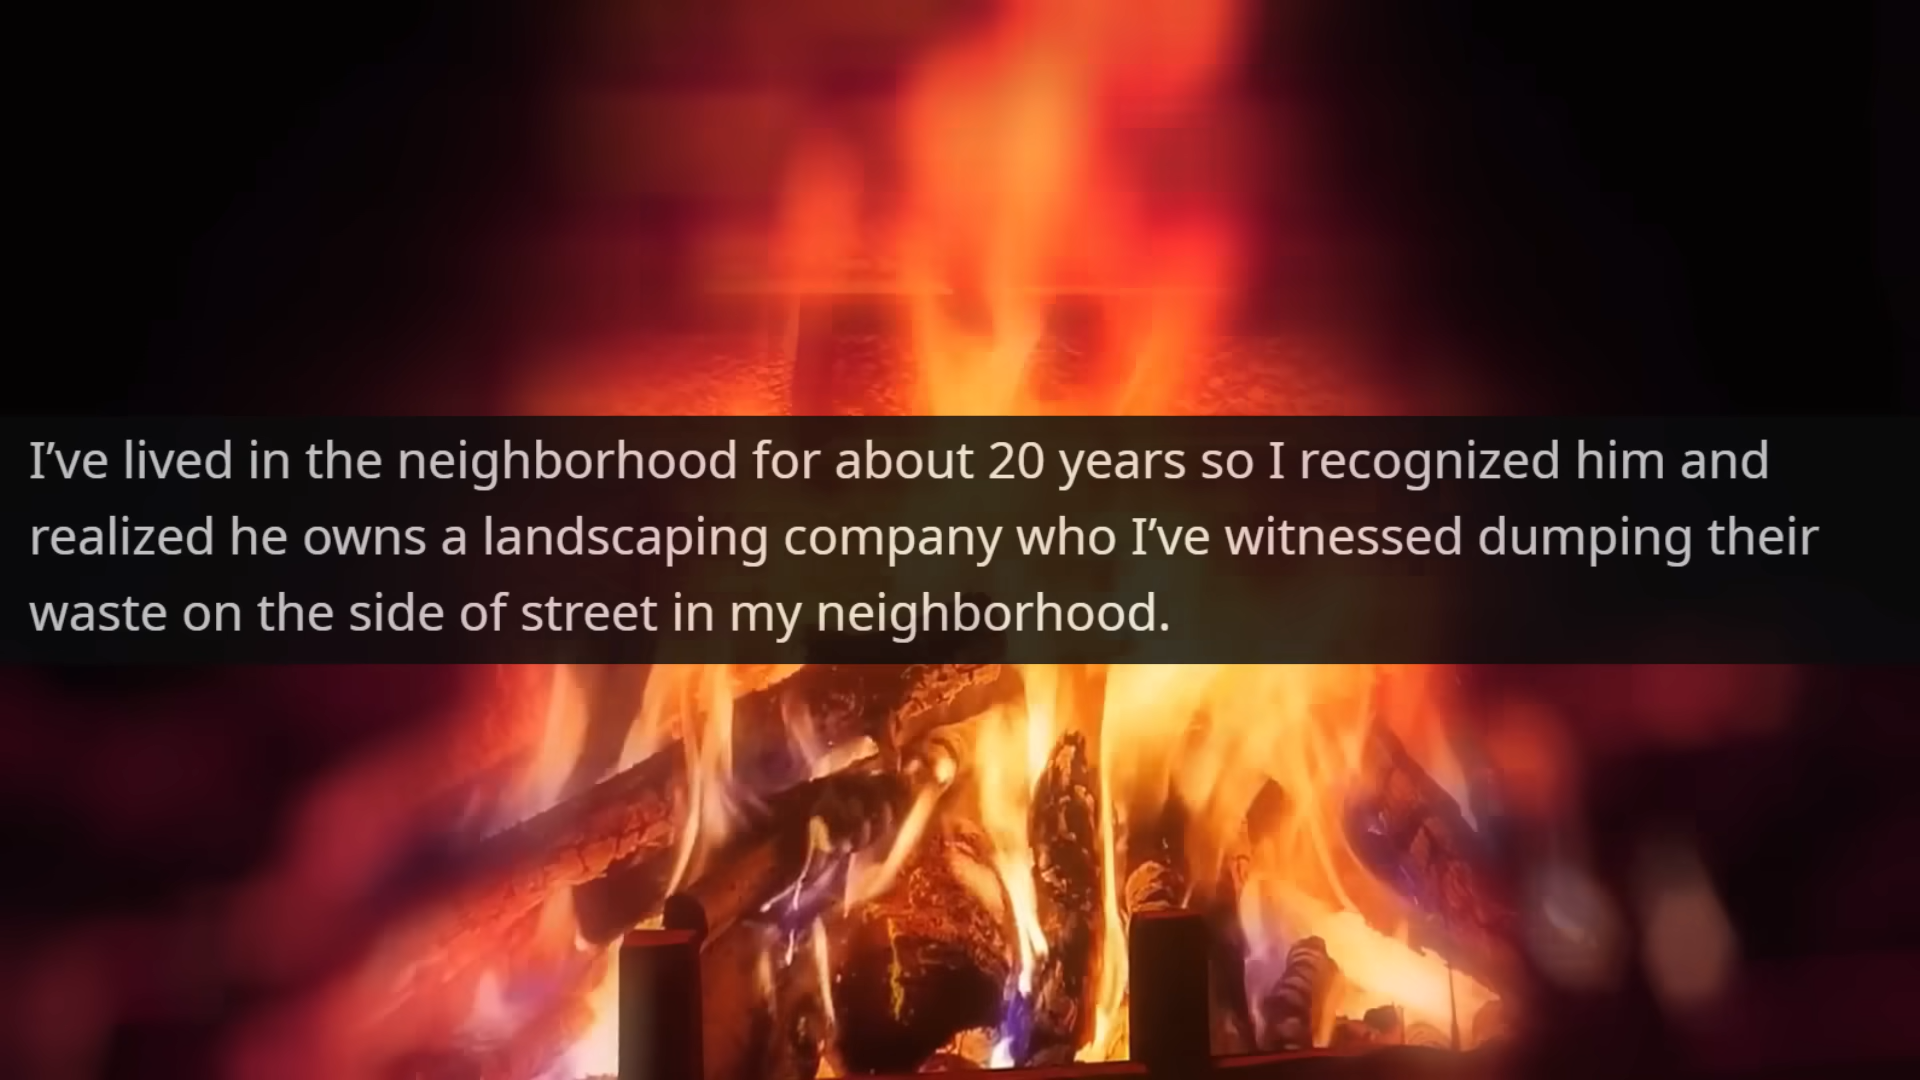 I’ve lived in the neighborhood for about 20 years so I recognized him and
realized he owns a landscaping company who I’ve witnessed dumping their
waste on the side of street in my neighborhood.